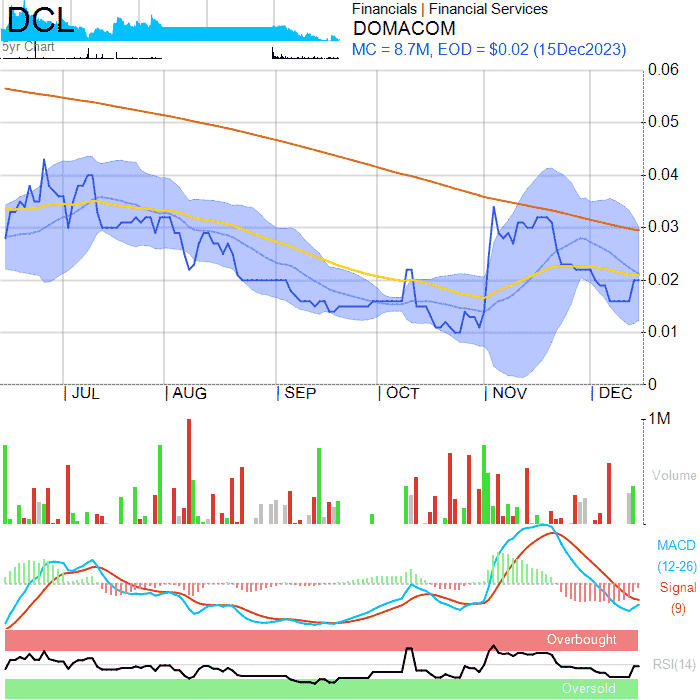 DCL
5yr Chart
Financials | Financial Services
DOMACOM
MC = 8.7M, EOD = $0.02 (15Dec2023)
0.06
0.05
0.04
0.03
0.02
0.01
0
JUL AUG SEP OCT NOV DEC
1M
Volume
MACD
(12-26)
Signal
(9)
Overbought
RSI(14)
Oversold